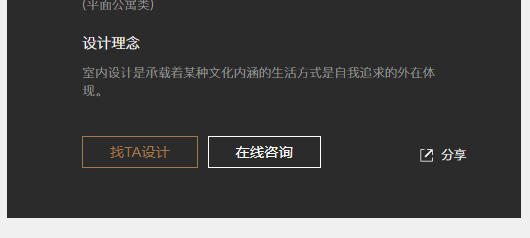 (平面公寓类)
设计理念
室内设计是承载着某种文化内涵的生活方式是自我追求的外在体
现。
找TA设计
在线咨询
分享